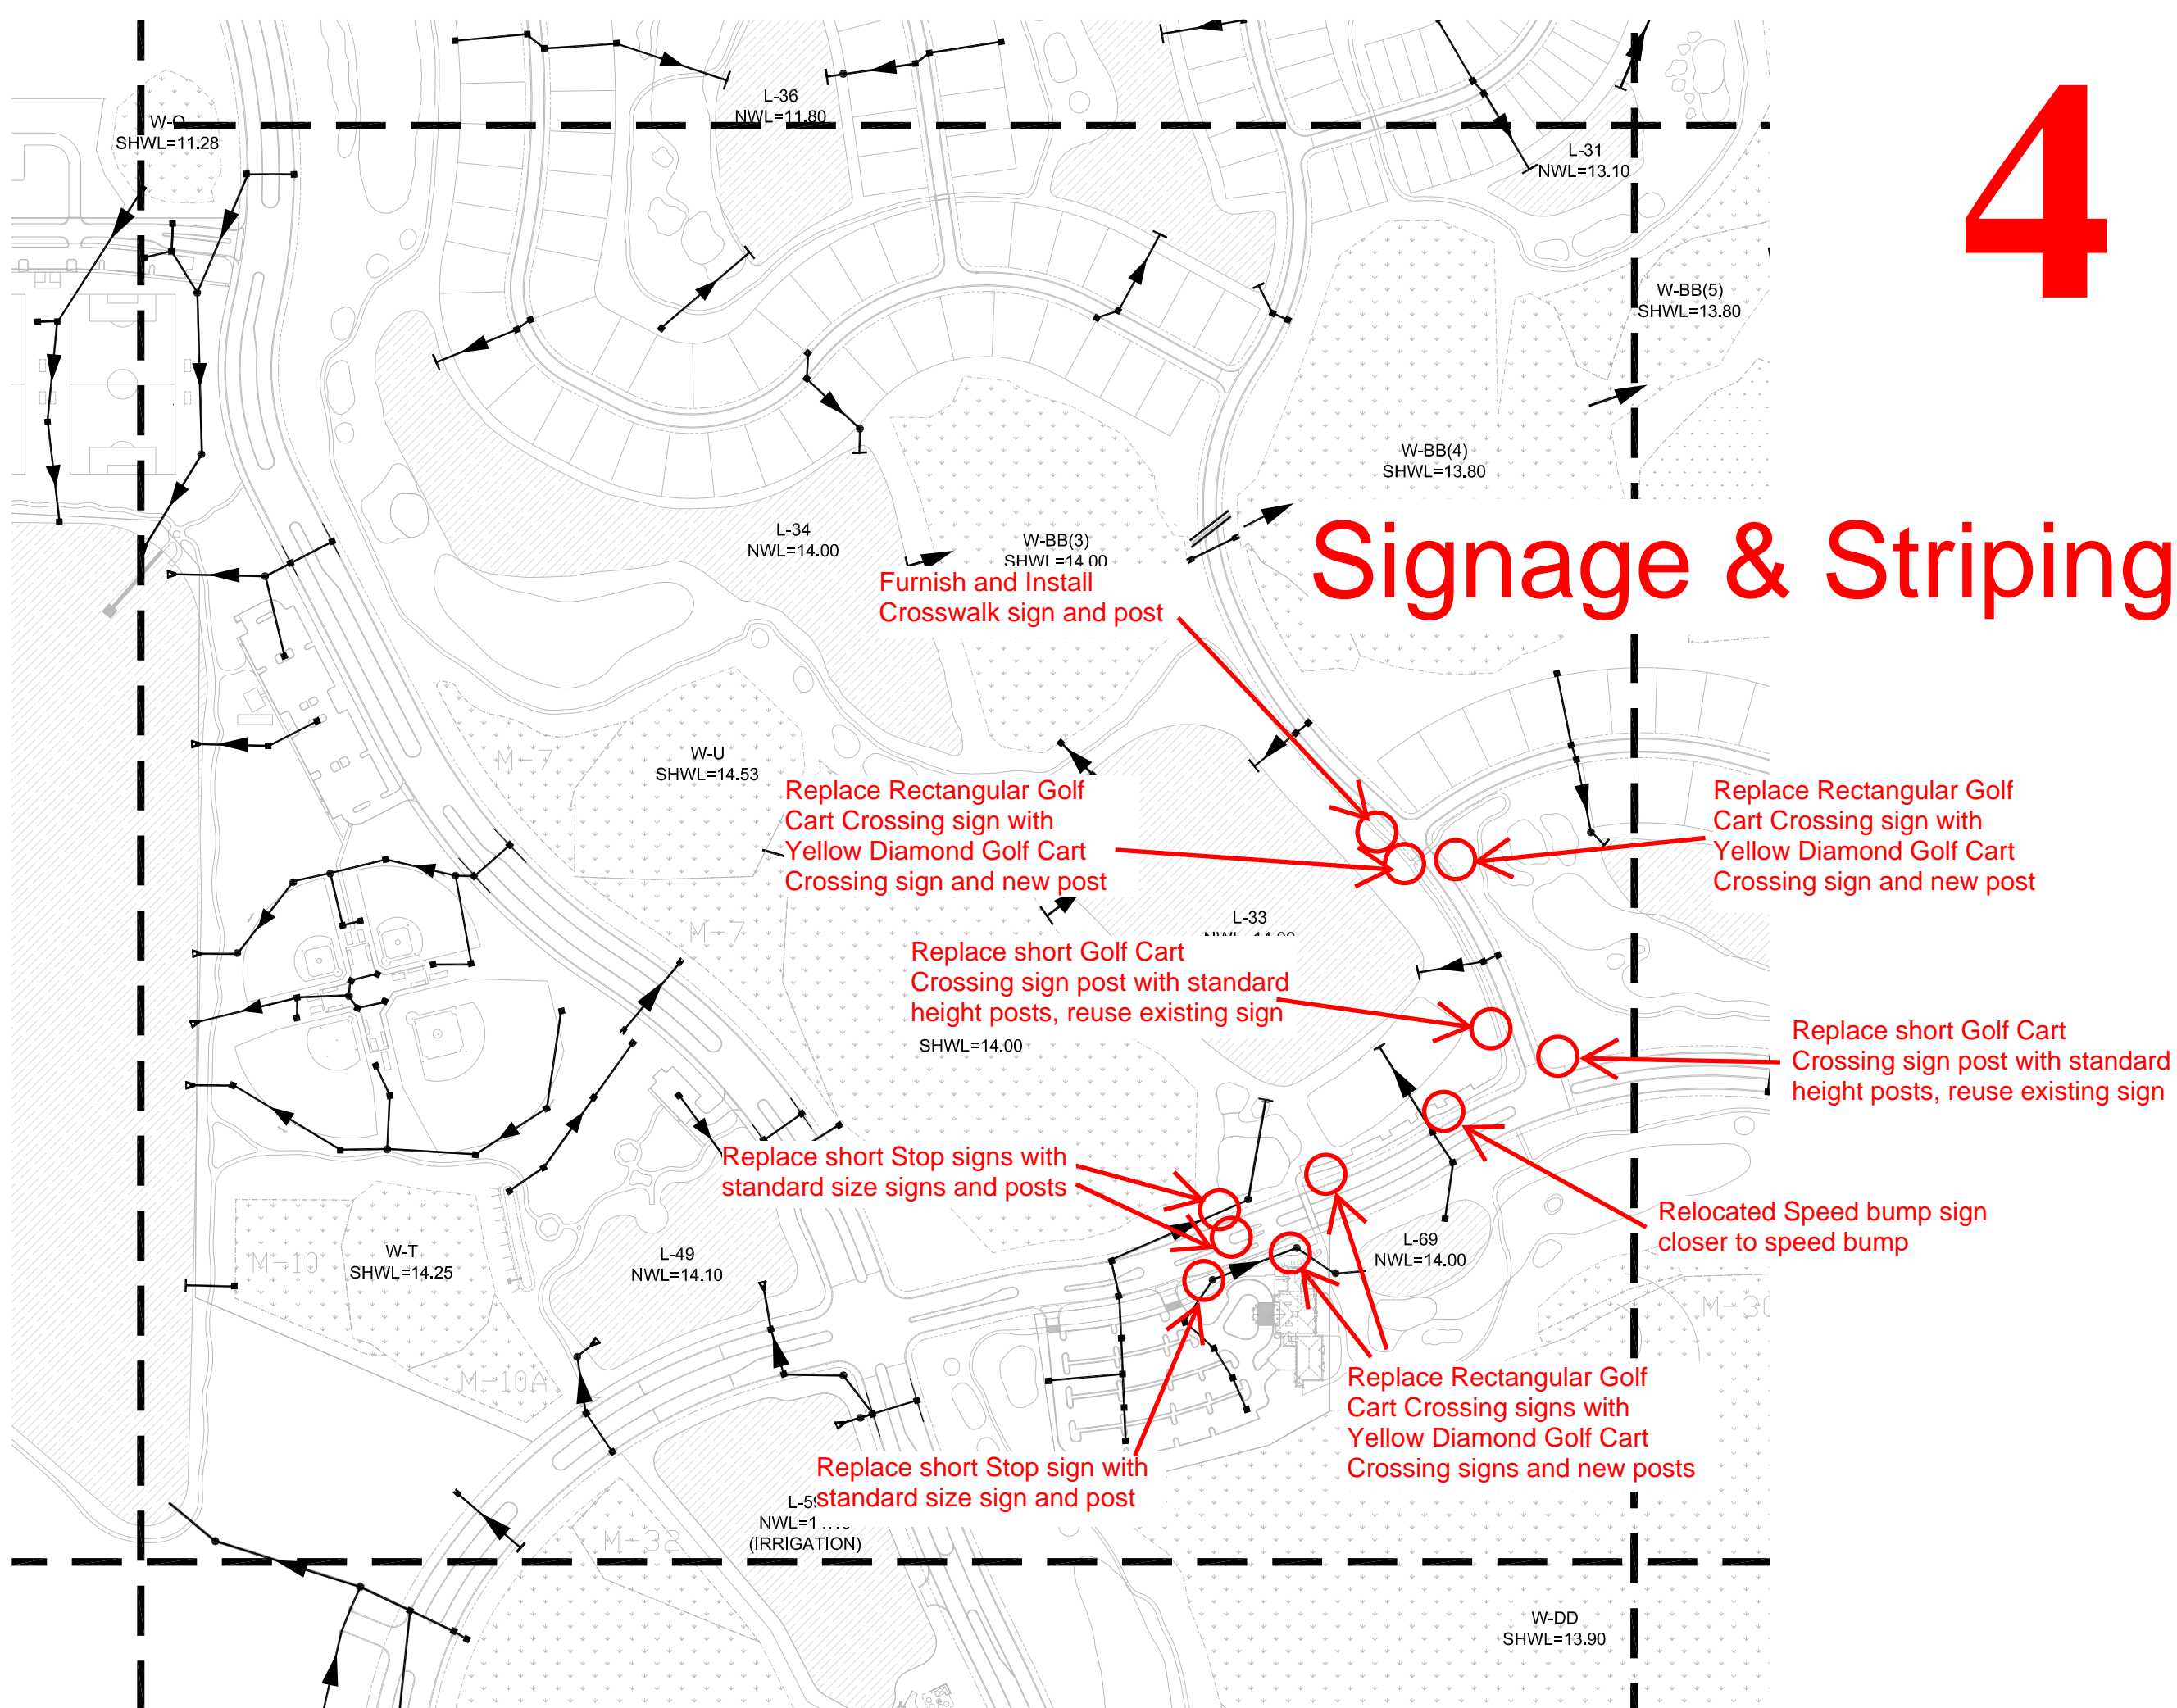 4
L-36
NWL=11.80
W-O
SHWL=11.28
L-31
NWL=13.10
W-BB(5)
SHWL=13.80
W-BB(4)
SHWL=13.80
L-34
NWL=14.00
W-BB(3)
SHWL=14.00
Signage & Striping
Furnish and Install
Crosswalk sign and post
M-7
W-U
SHWL=14.53
Replace Rectangular Golf
Cart Crossing sign with
Yellow Diamond Golf Cart
Crossing sign and new post
Replace Rectangular Golf
Cart Crossing sign with
Yellow Diamond Golf Cart
Crossing sign and new post
M-7
L-33
Replace short Golf Cart
Crossing sign post with standard
height posts, reuse existing sign
SHWL=14.00
Replace short Golf Cart
Crossing sign post with standard
height posts, reuse existing sign
Replace short Stop signs with
standard size signs and posts
Relocated Speed bump sign
closer to speed bump
M-10
W-T
SHWL=14.25
L-49
NWL=14.10
L-69
NWL=14.00
M-30
M-10A
Replace Rectangular Golf
Cart Crossing signs with
Yellow Diamond Golf Cart
Crossing signs and new posts
Replace short Stop sign with
standard size sign and post
M-32
(IRRIGATION)
W-DD
SHWL=13.90